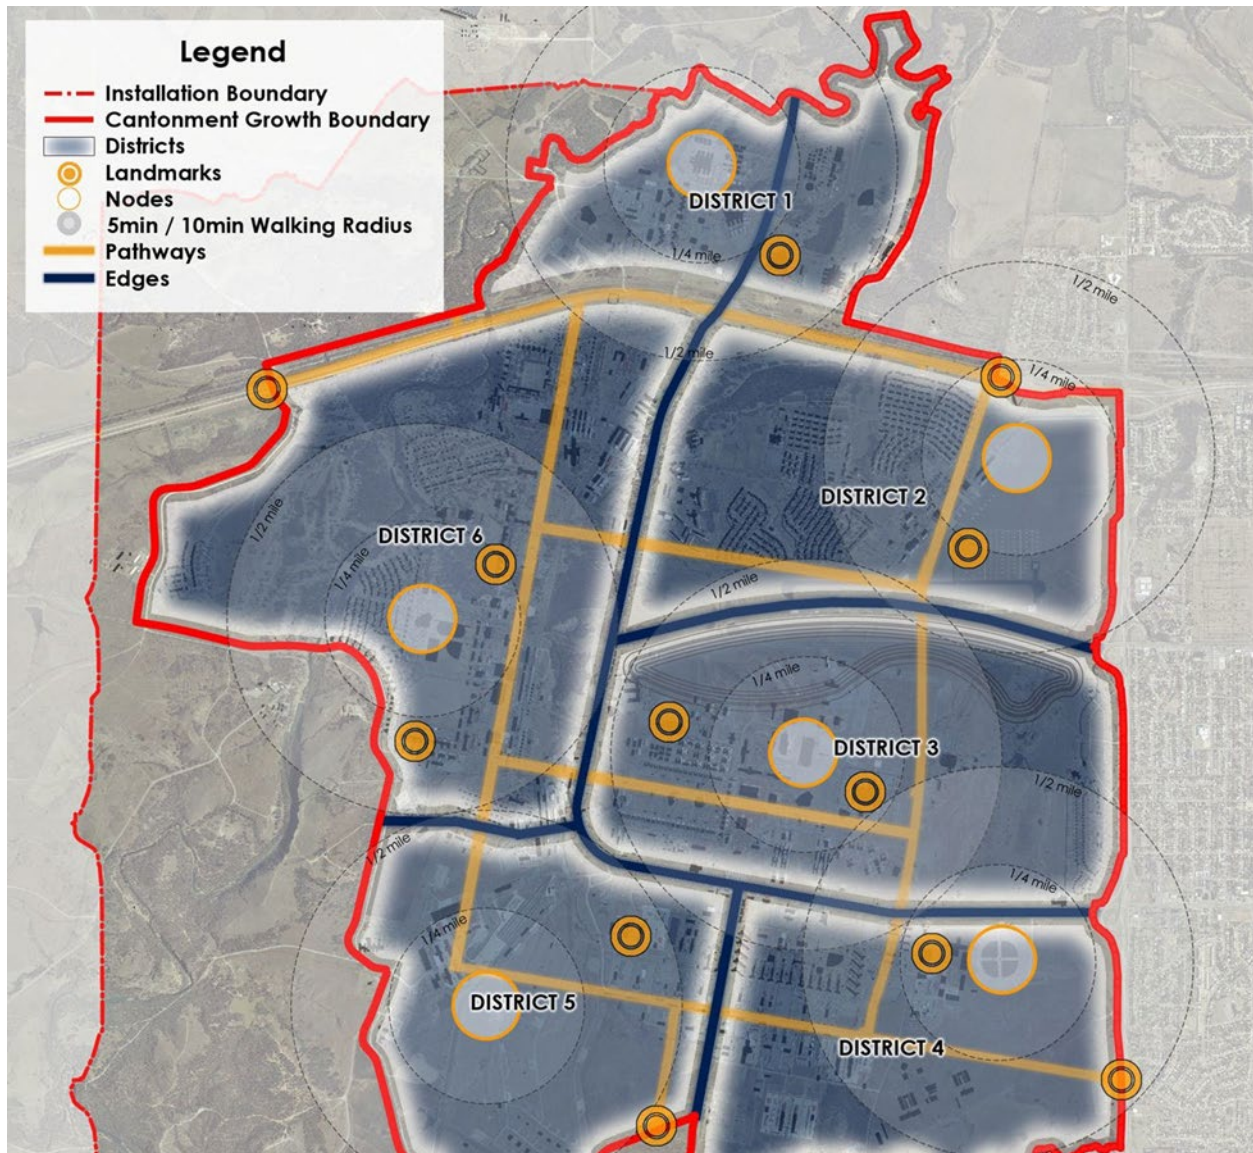 Legend
Installation Boundary
Cantonment Growth Boundary
Districts
Landmarks
Nodes
5min / 10min Walking Radius
Pathways
Edges
DISTRICT 1
1/4 mile
1/2 mile
1/2 mile
1/4 mile
DISTRICT 2
1/2 mile
DISTRICT 6
1/4 mile
1/2 mile
1/4 mile
DISTRICT 3
1/2 mile
1/2 mile
1/4 mile
1/4 mile
DISTRICT 5
DISTRICT 4